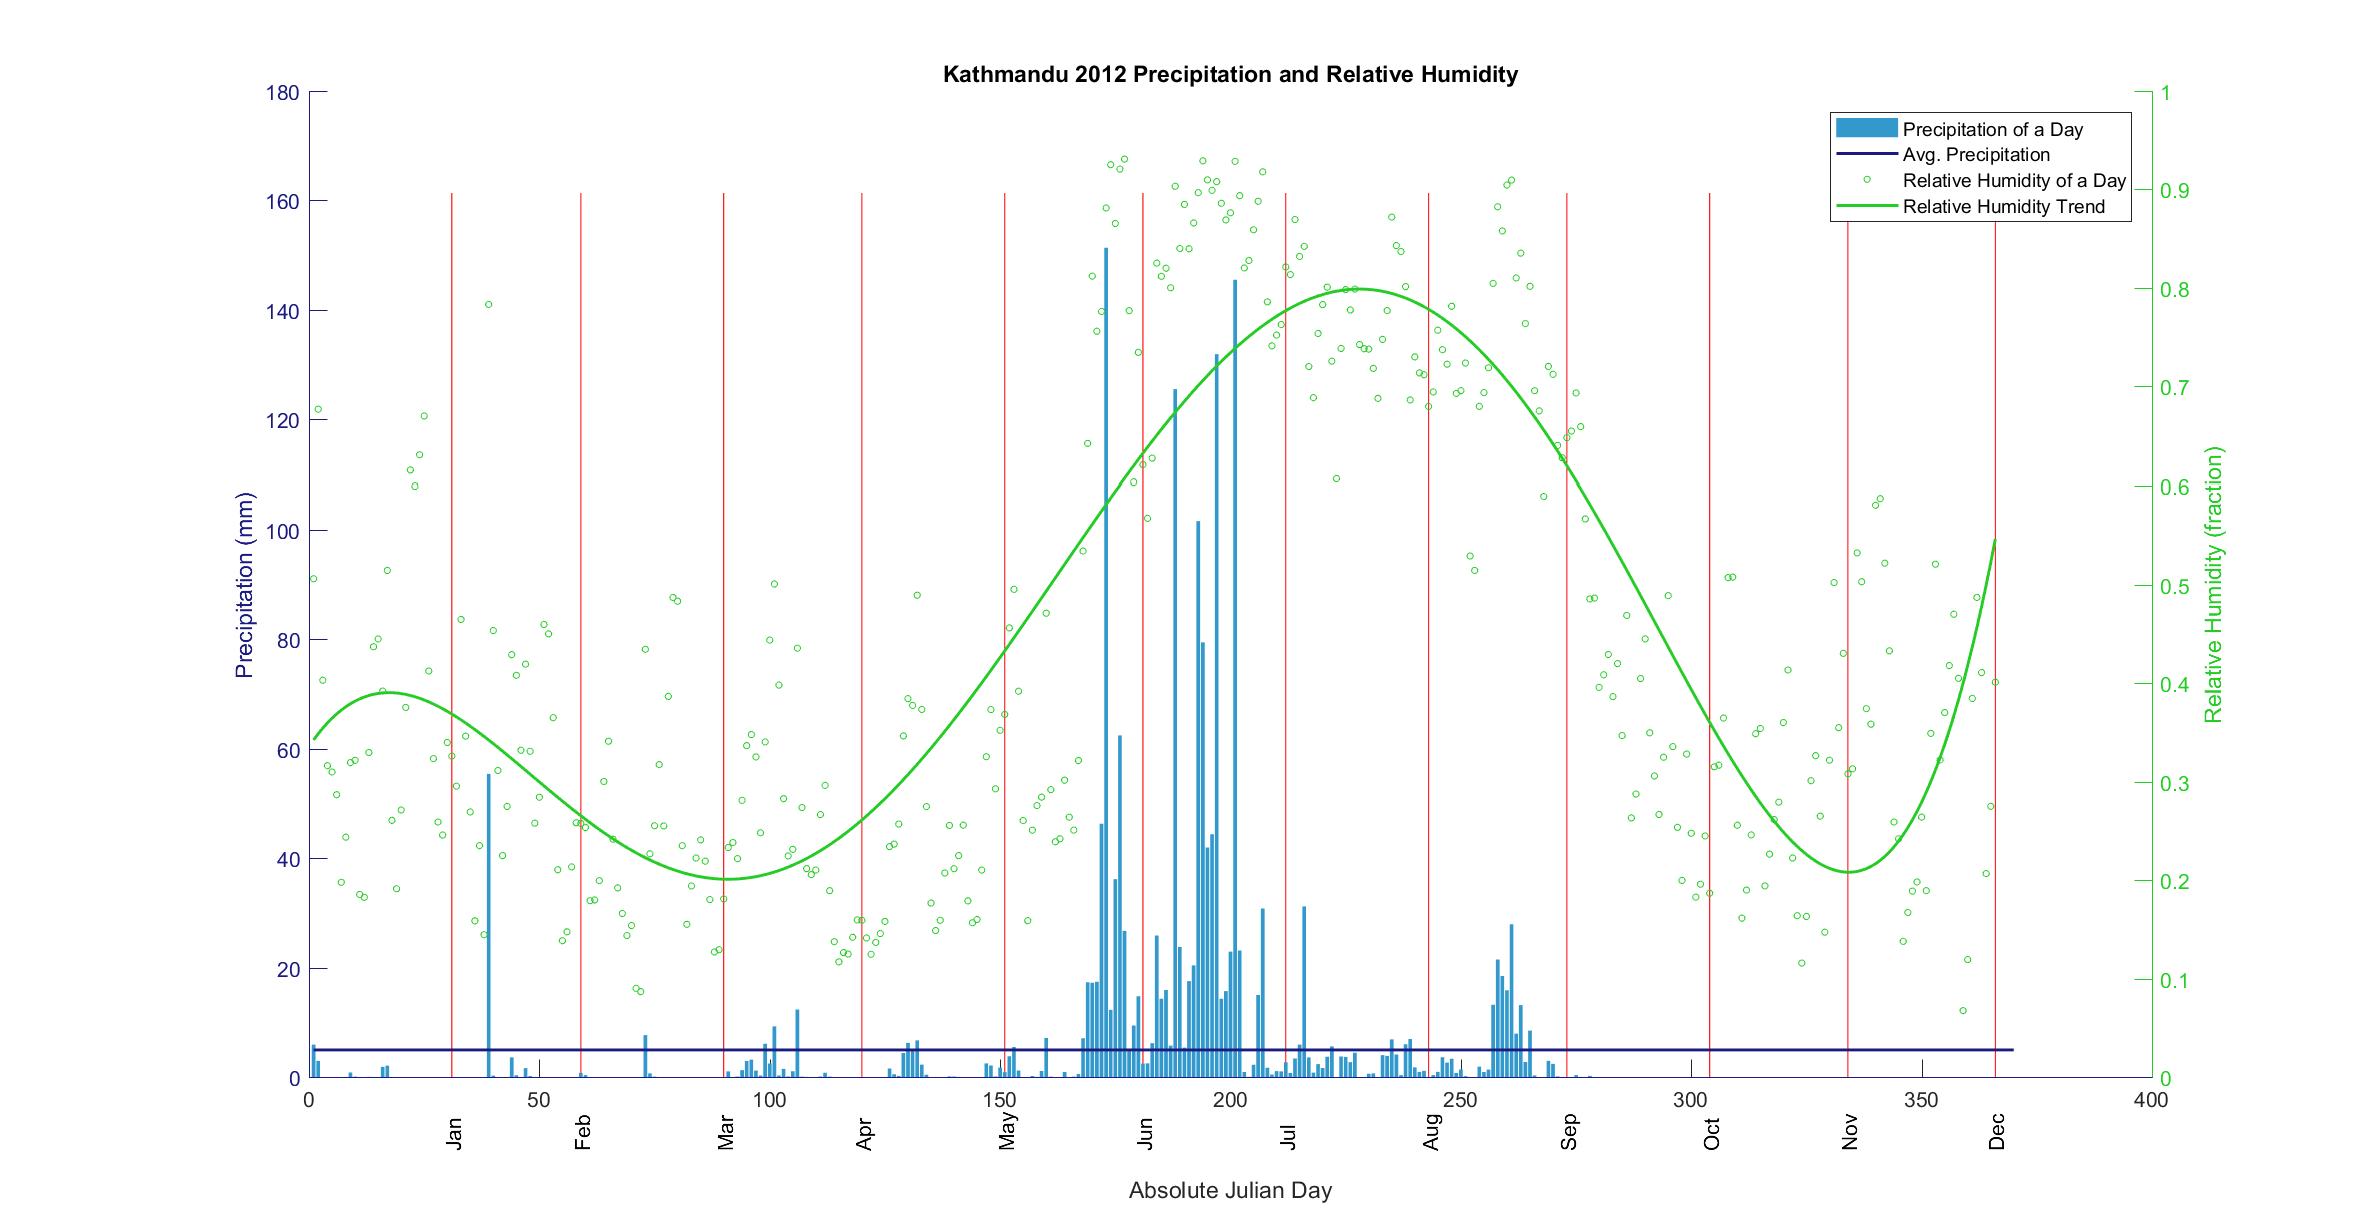 Kathmandu 2012 Precipitation and Relative Humidity
180
160
140
120
100
80
60
40
20
0
Precipitation (mm)
1
0.9
0.8
0.7
0.6
0.5
0.4
0.3
0.2
0.1
0
Relative Humidity (fraction)
Precipitation of a Day
Avg. Precipitation
Relative Humidity of a Day
Relative Humidity Trend
0 50 100 150 200 250 300 350 400
Jan Feb Mar Apr May Jun Jul Aug Sep Oct Nov Dec
Absolute Julian Day